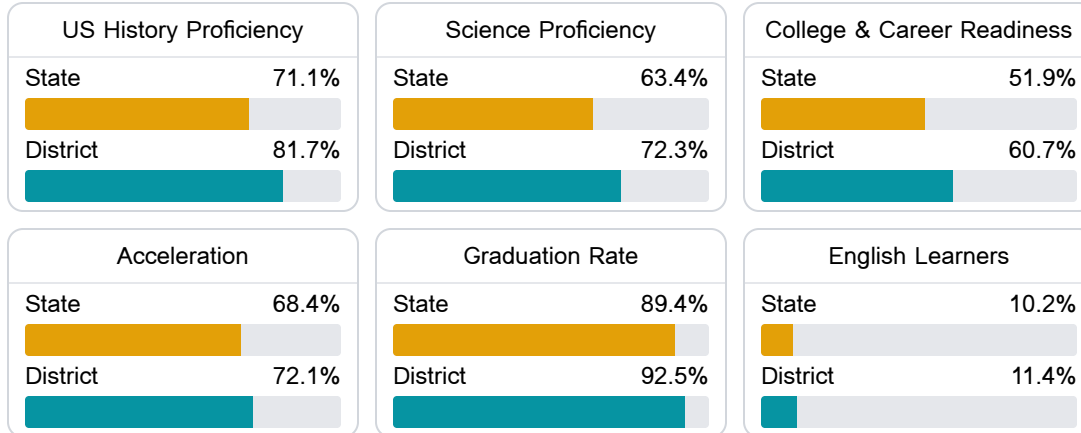 US History Proficiency
State 71.1%
District 81.7%
Science Proficiency
State 63.4%
District 72.3%
College & Career Readiness
State 51.9%
District 60.7%
Acceleration
State 68.4%
District 72.1%
Graduation Rate
State 89.4%
District 92.5%
English Learners
State 10.2%
District 11.4%